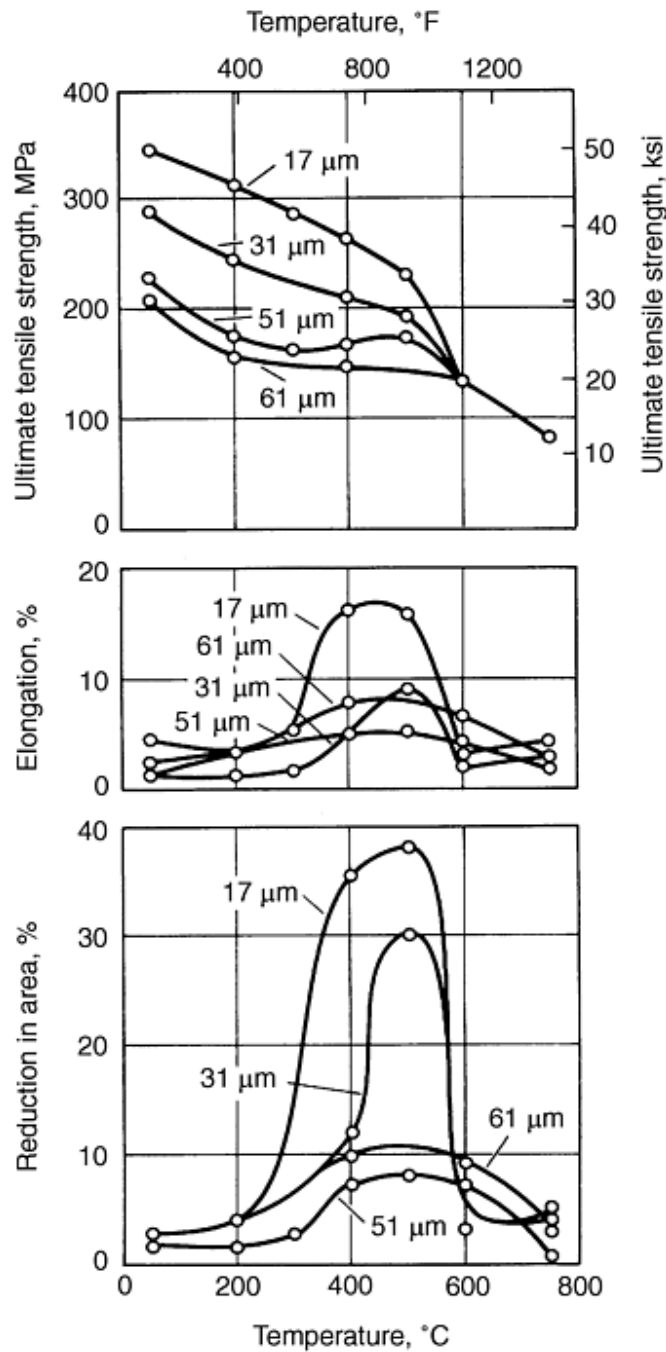 Temperature, °F
400 800 1200
400
300
200
100
0
Ultimate tensile strength, MPa
50
40
30
20
10
Ultimate tensile strength, ksi
17 μm
31 μm
51 μm
61 μm
20
10
0
Elongation, %
17 μm
61 μm
31 μm
51 μm
40
30
20
10
0
Reduction in area, %
17 μm
31 μm
61 μm
51 μm
0 200 400 600 800
Temperature, °C